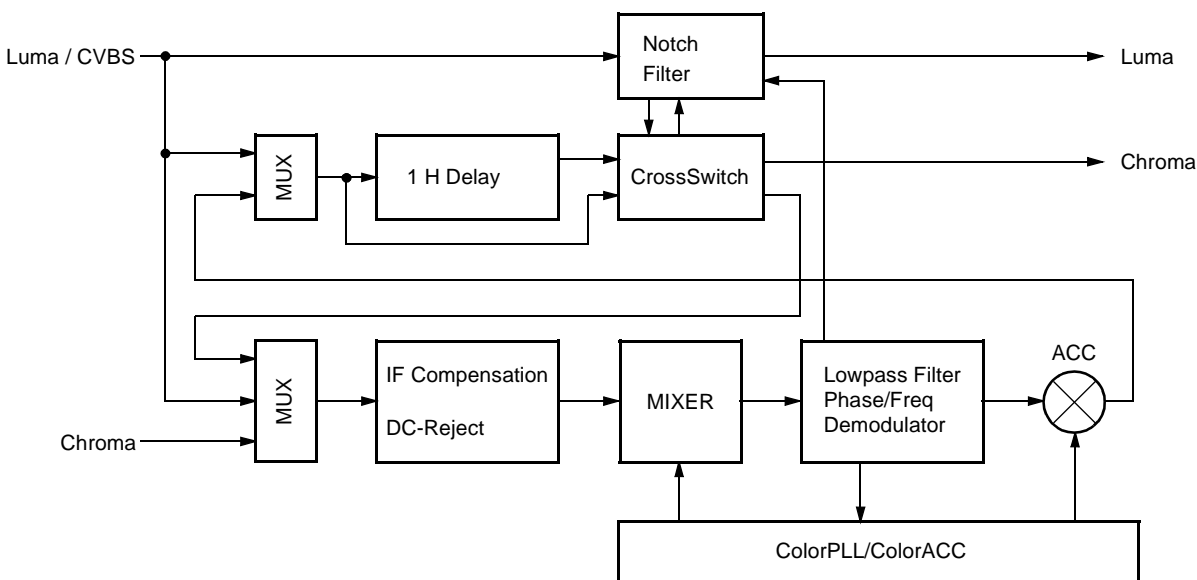 Notch
Filter
Luma / CVBS
Luma
MUX
1 H Delay
CrossSwitch
Chroma
ACC
MUX
IF Compensation
DC-Reject
MIXER
Lowpass Filter
Phase/Freq
Demodulator
Chroma
ColorPLL/ColorACC